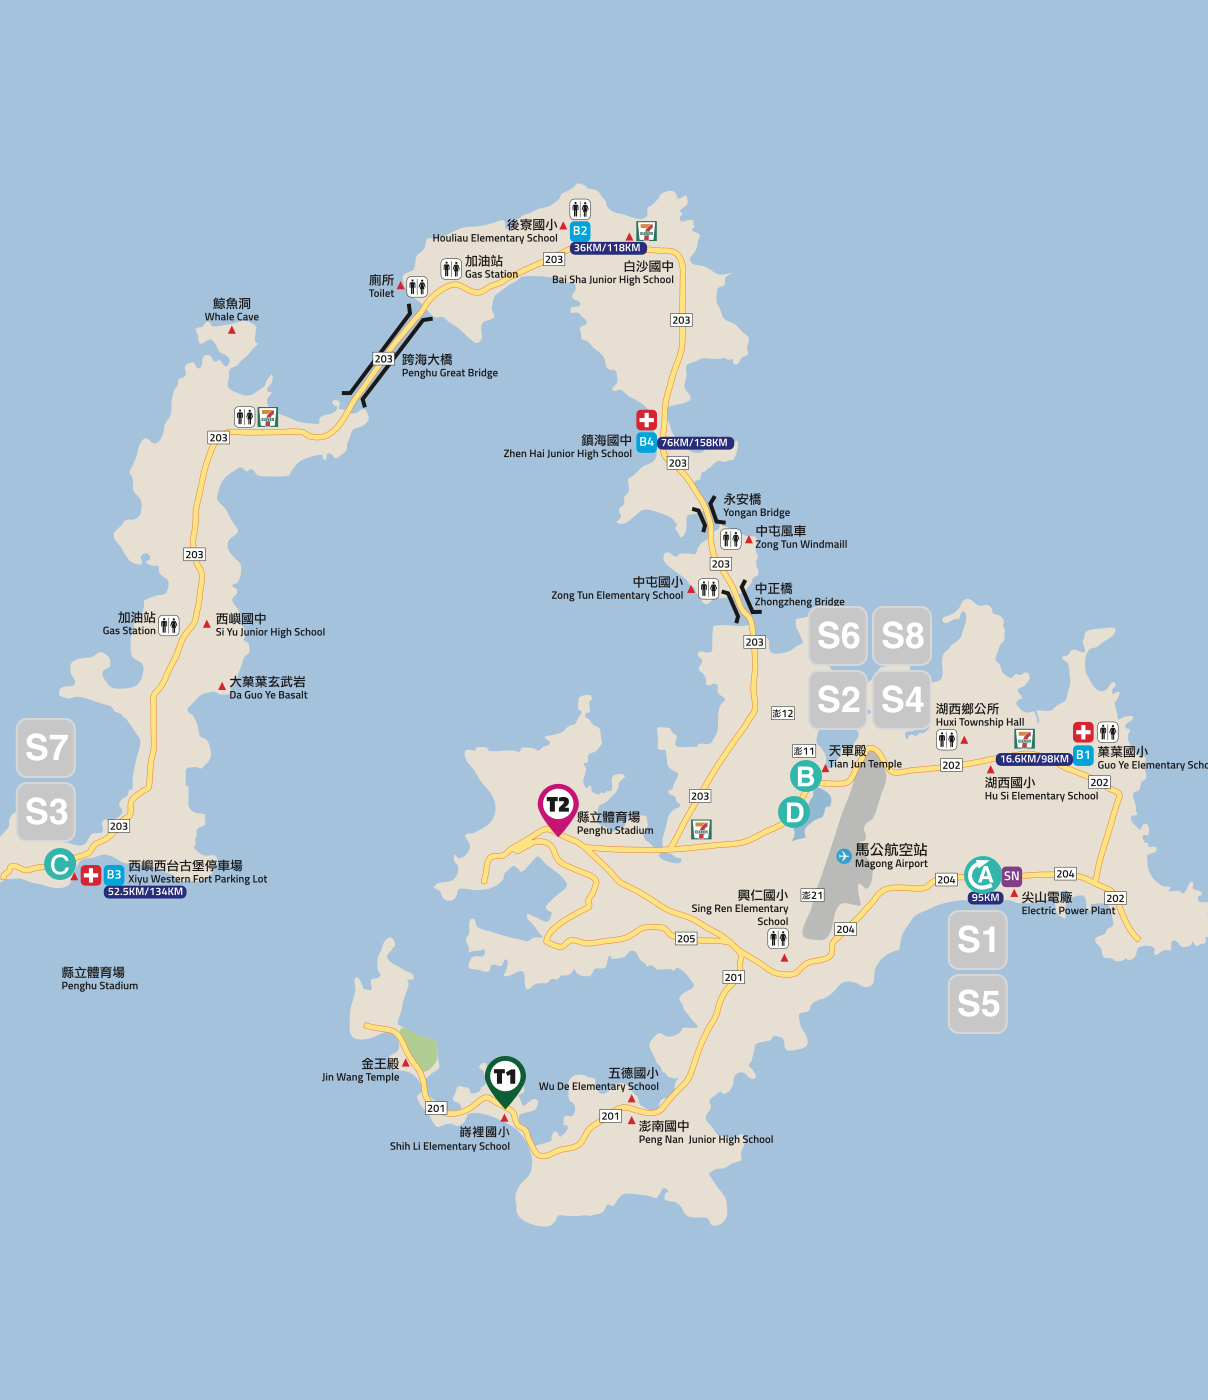 後寮國小
Houliau Elementary School
B2
7
ELEVEN
36KM/118KM
203
加油站
Gas Station
白沙國中
Bai Sha Junior High School
廁所
Toilet
鯨魚洞
Whale Cave
203
203
跨海大橋
Penghu Great Bridge
7
ELEVEN
203
鎮海國中
Zhen Hai Junior High School
B4
76KM/158KM
203
永安橋
Yongan Bridge
中屯風車
Zong Tun Windmaill
203
203
中屯國小
Zong Tun Elementary School
中正橋
Zhongzheng Bridge
加油站
Gas Station
西嶼國中
Si Yu Junior High School
203
S6
S8
S2
S4
大菓葉玄武岩
Da Guo Ye Basalt
澎12
湖西鄉公所
Huxi Township Hall
S7
S3
澎11
天軍殿
Tian Jun Temple
202
7
ELEVEN
16.6KM/98KM
B1
菓葉國小
Guo Ye Elementary Scho
湖西國小
Hu Si Elementary School
202
B
D
T2
縣立體育場
Penghu Stadium
203
7
ELEVEN
203
C
B3
西嶼西台古堡停車場
Xiyu Western Fort Parking Lot
52.5KM/134KM
馬公航空站
Magong Airport
204
A
SN
95KM
204
尖山電廠
Electric Power Plant
202
興仁國小
Sing Ren Elementary
School
澎21
204
205
S1
S5
201
縣立體育場
Penghu Stadium
金王殿
Jin Wang Temple
T1
五德國小
Wu De Elementary School
201
201
澎南國中
Peng Nan  Junior High School
嵵裡國小
Shih Li Elementary School